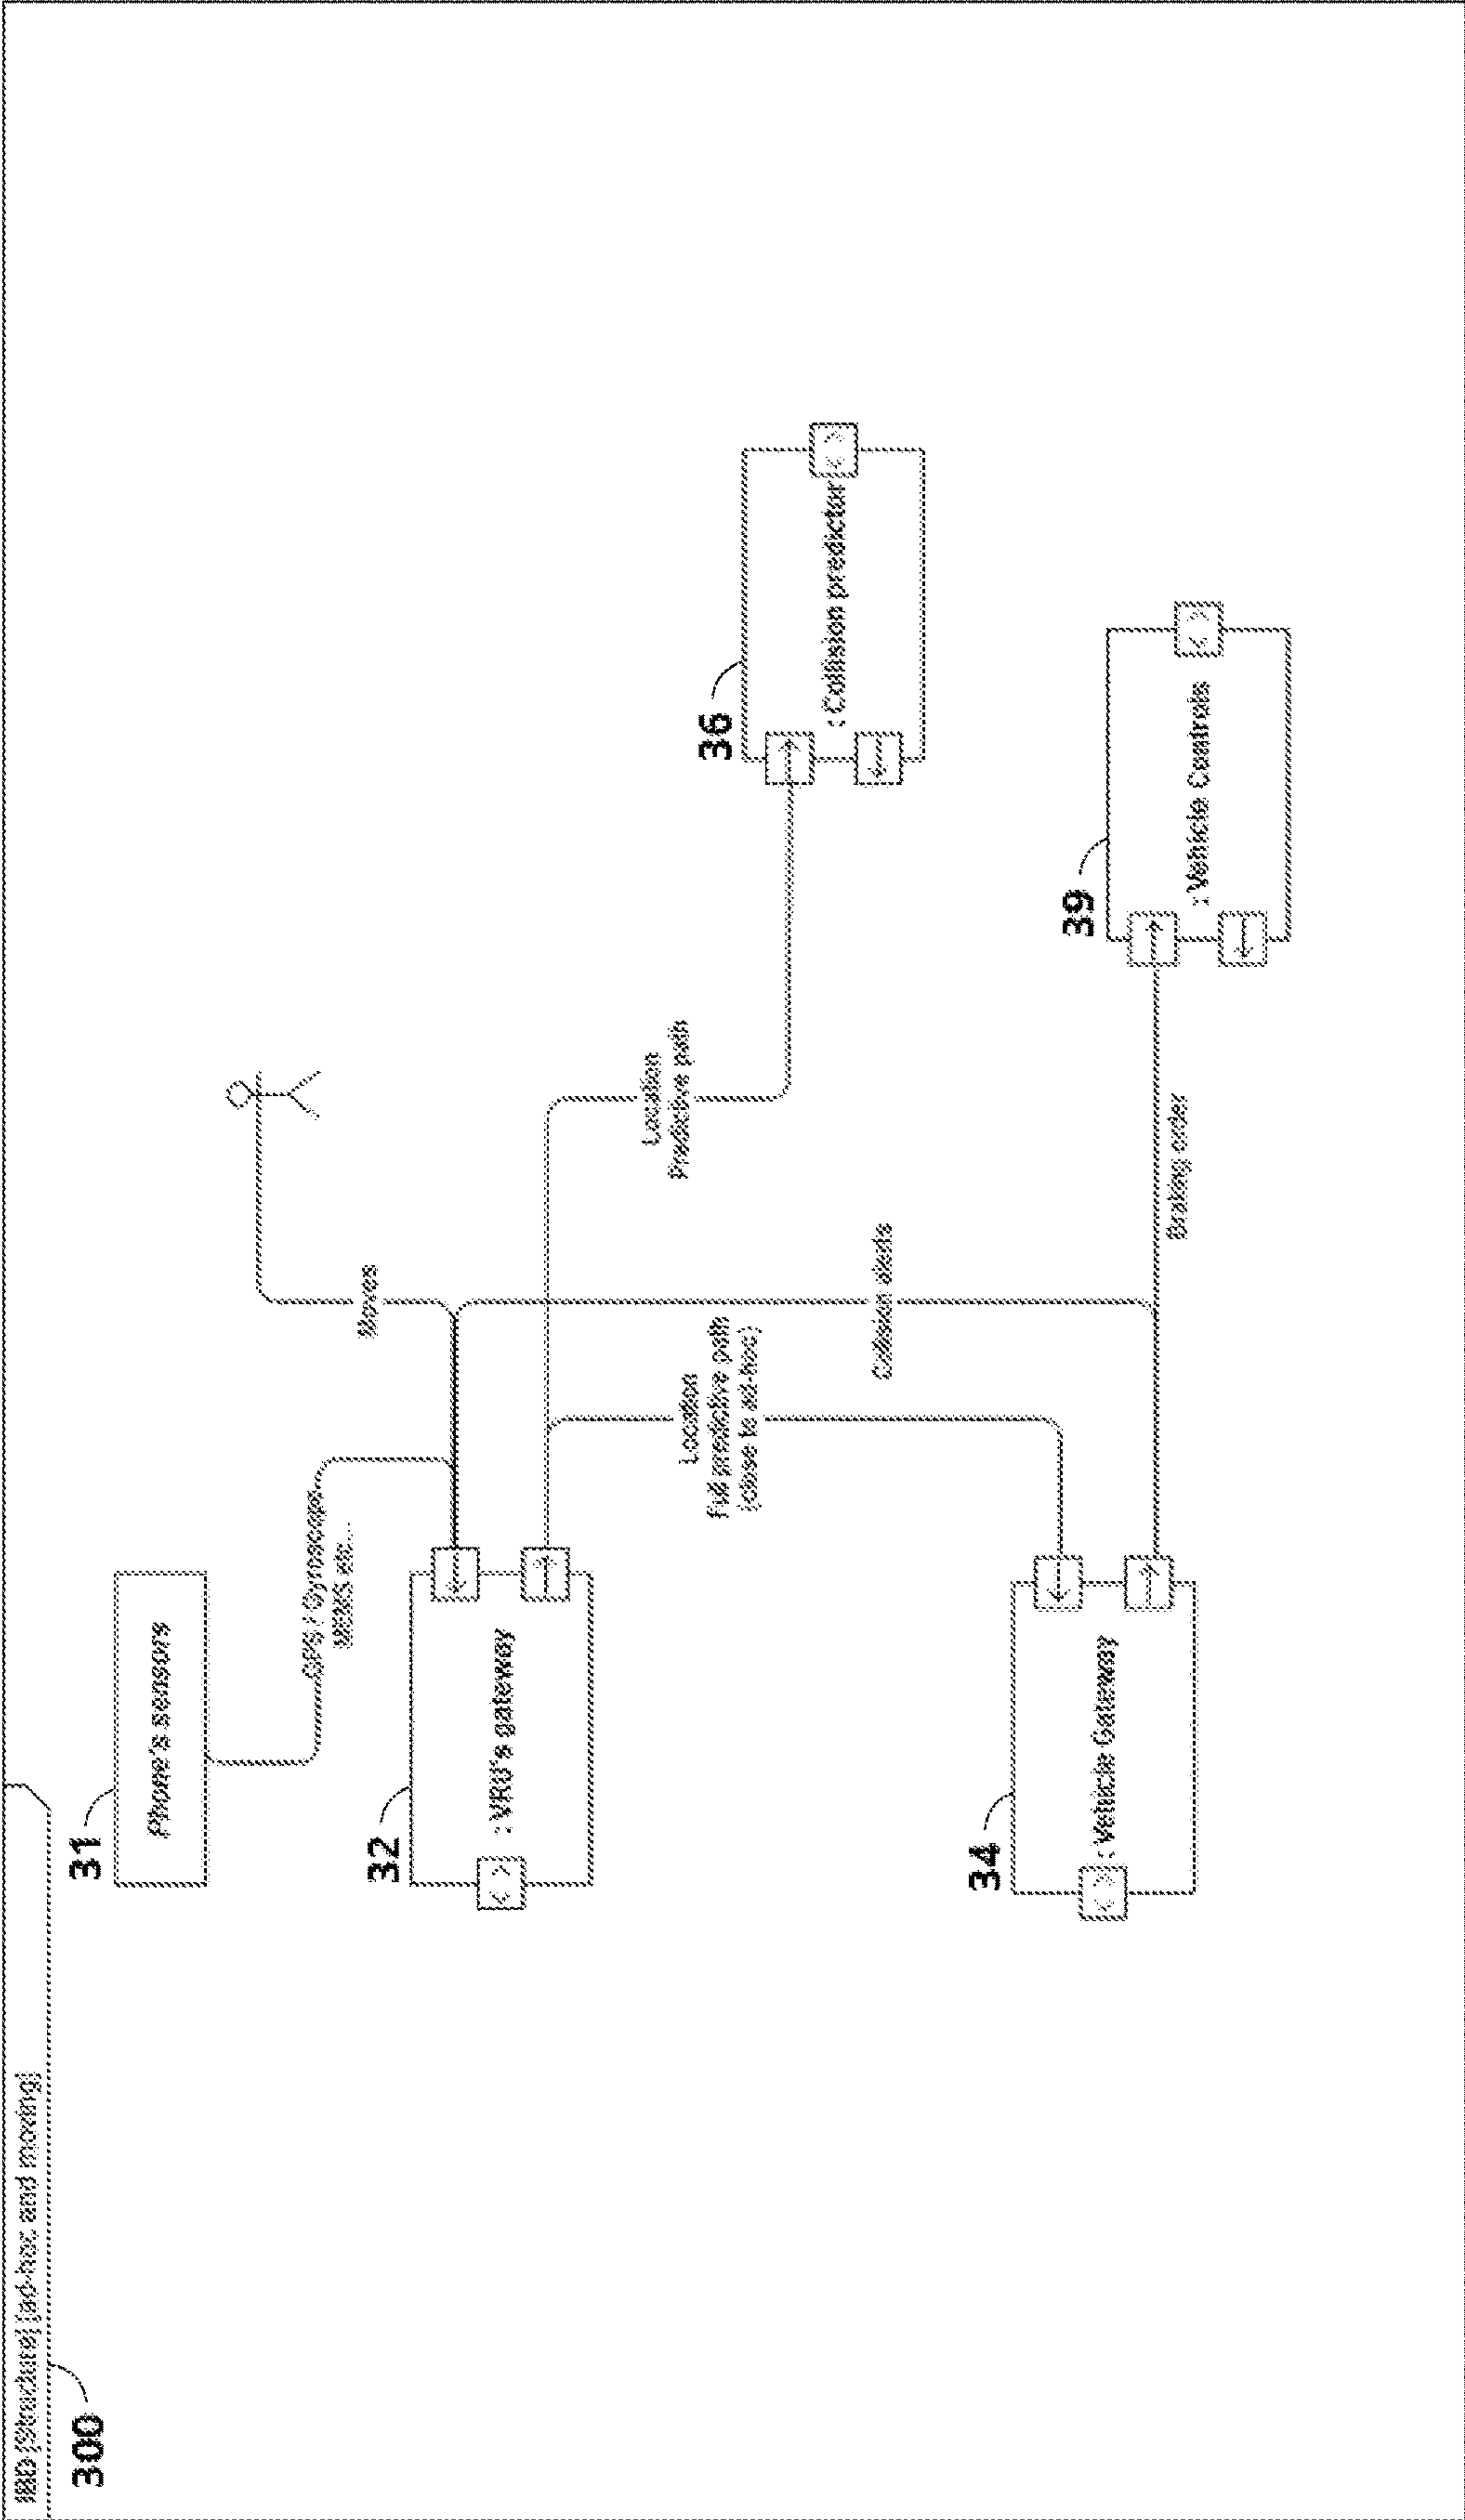 IBD [Structure] [ad-hoc and moving]
300
31
Phone's sensors
GPS / Gyroscope
MEMS etc...
Moves
32
: VRU's gateway
Location
Predictive path
36
: Collision predictor
Location
Full predictive path
(close to ad-hoc)
Collision alerts
34
: Vehicle Gateway
Braking order
39
: Vehicle Controls